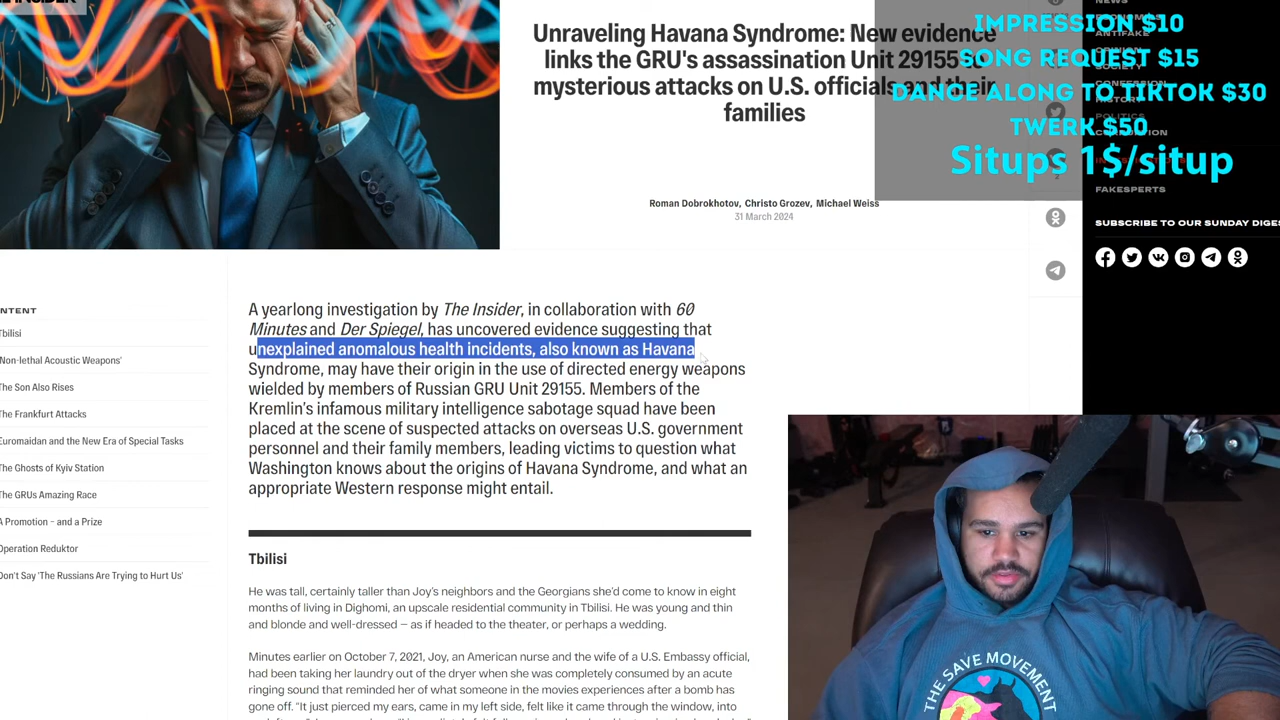 Unraveling Havana Syndrome: New evidence
links the GRU's assassination Unit 29155 to
mysterious attacks on U.S. officials and their
families
Roman Dobrokhotov, Christo Grozev, Michael Weiss
31 March 2024
IMPRESSION $10
SONG REQUEST $15
DANCE ALONG TO TIKTOK $30
TWERK $50
Situps 1$/situp
NEWS
ECONOMICS
ANTIFAKE
OPINION
SOCIETY
CONFESSION
HISTORY
POLITICS
CORRUPTION
FAKESPERTS
SUBSCRIBE TO OUR SUNDAY DIGES
NTENT
Tbilisi
'Non-lethal Acoustic Weapons'
The Son Also Rises
The Frankfurt Attacks
Euromaidan and the New Era of Special Tasks
The Ghosts of Kyiv Station
The GRUs Amazing Race
A Promotion – and a Prize
Operation Reduktor
Don't Say 'The Russians Are Trying to Hurt Us'
A yearlong investigation by The Insider, in collaboration with 60
Minutes and Der Spiegel, has uncovered evidence suggesting that
unexplained anomalous health incidents, also known as Havana
Syndrome, may have their origin in the use of directed energy weapons
wielded by members of Russian GRU Unit 29155. Members of the
Kremlin's infamous military intelligence sabotage squad have been
placed at the scene of suspected attacks on overseas U.S. government
personnel and their family members, leading victims to question what
Washington knows about the origins of Havana Syndrome, and what an
appropriate Western response might entail.
Tbilisi
He was tall, certainly taller than Joy's neighbors and the Georgians she'd come to know in eight
months of living in Dighomi, an upscale residential community in Tbilisi. He was young and thin
and blonde and well-dressed — as if headed to the theater, or perhaps a wedding.
Minutes earlier on October 7, 2021, Joy, an American nurse and the wife of a U.S. Embassy official,
had been taking her laundry out of the dryer when she was completely consumed by an acute
ringing sound that reminded her of what someone in the movies experiences after a bomb has
gone off. "It just pierced my ears, came in my left side, felt like it came through the window, into
THE SAVE MOVEMENT